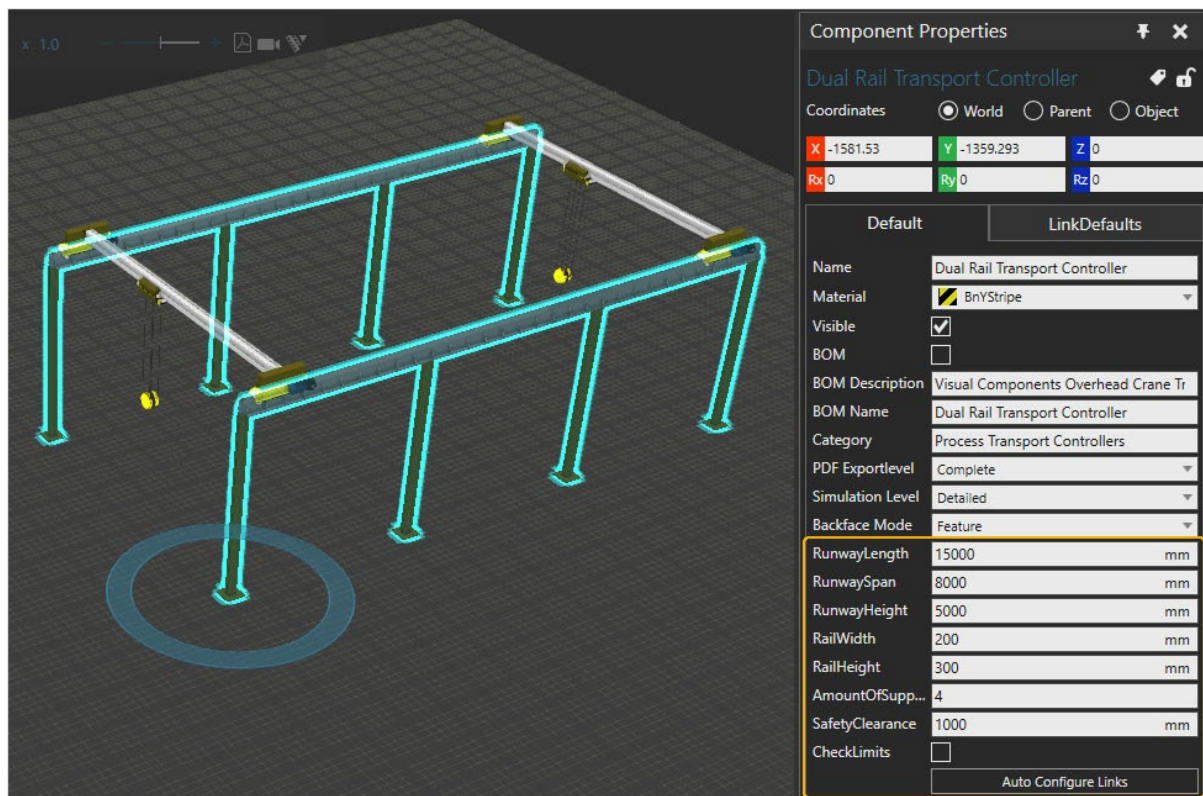 x 1.0
Component Properties
Dual Rail Transport Controller
Coordinates World Parent Object
X -1581.53 Y -1359.293 Z 0
Rx 0 Ry 0 Rz 0
Default LinkDefaults
Name Dual Rail Transport Controller
Material BnYStripe
Visible
BOM
BOM Description Visual Components Overhead Crane Tr
BOM Name Dual Rail Transport Controller
Category Process Transport Controllers
PDF Exportlevel Complete
Simulation Level Detailed
Backface Mode Feature
RunwayLength 15000 mm
RunwaySpan 8000 mm
RunwayHeight 5000 mm
RailWidth 200 mm
RailHeight 300 mm
AmountOfSupp... 4
SafetyClearance 1000 mm
CheckLimits
Auto Configure Links